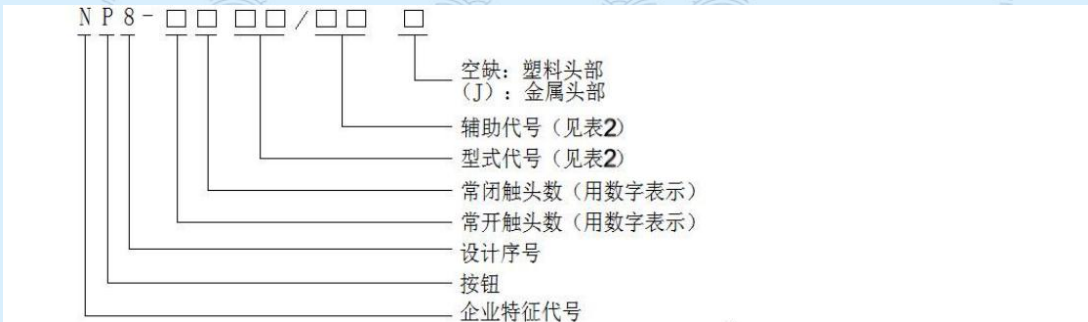 NP8-□□ □□/□□ □
空缺：塑料头部
（J）：金属头部
辅助代号（见表2）
型式代号（见表2）
常闭触头数（用数字表示）
常开触头数（用数字表示）
设计序号
按钮
企业特征代号